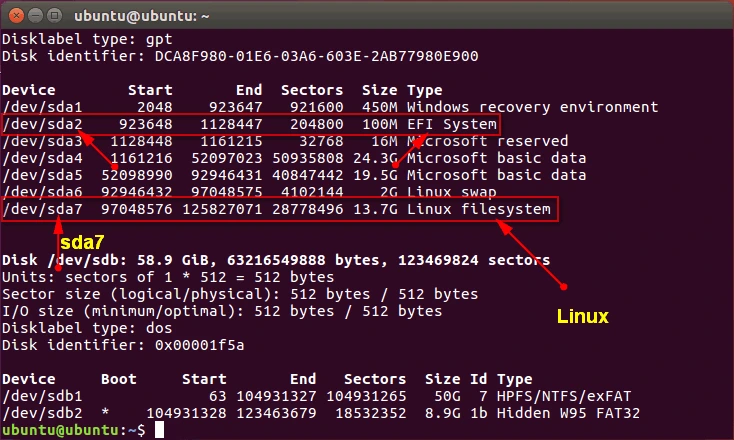 ubuntu@ubuntu: ~
Disklabel type: gpt
Disk identifier: DCA8F980-01E6-03A6-603E-2AB77980E900
Device Start End Sectors Size Type
/dev/sda1 2048 923647 921600 450M Windows recovery environment
/dev/sda2 923648 1128447 204800 100M EFI System
/dev/sda3 1128448 1161215 32768 16M Microsoft reserved
/dev/sda4 1161216 52097023 50935808 24.3G Microsoft basic data
/dev/sda5 52098990 92946431 40847442 19.5G Microsoft basic data
/dev/sda6 92946432 97048575 4102144 2G Linux swap
/dev/sda7 97048576 125827071 28778496 13.7G Linux filesystem
sda7
Disk /dev/sdb: 58.9 GiB, 63216549888 bytes, 123469824 sectors
Units: sectors of 1 * 512 = 512 bytes
Sector size (logical/physical): 512 bytes / 512 bytes
I/O size (minimum/optimal): 512 bytes / 512 bytes
Linux
Disklabel type: dos
Disk identifier: 0x00001f5a
Device Boot Start End Sectors Size Id Type
/dev/sdb1 63 104931327 104931265 50G 7 HPFS/NTFS/exFAT
/dev/sdb2 * 104931328 123463679 18532352 8.9G 1b Hidden W95 FAT32
ubuntu@ubuntu:~$